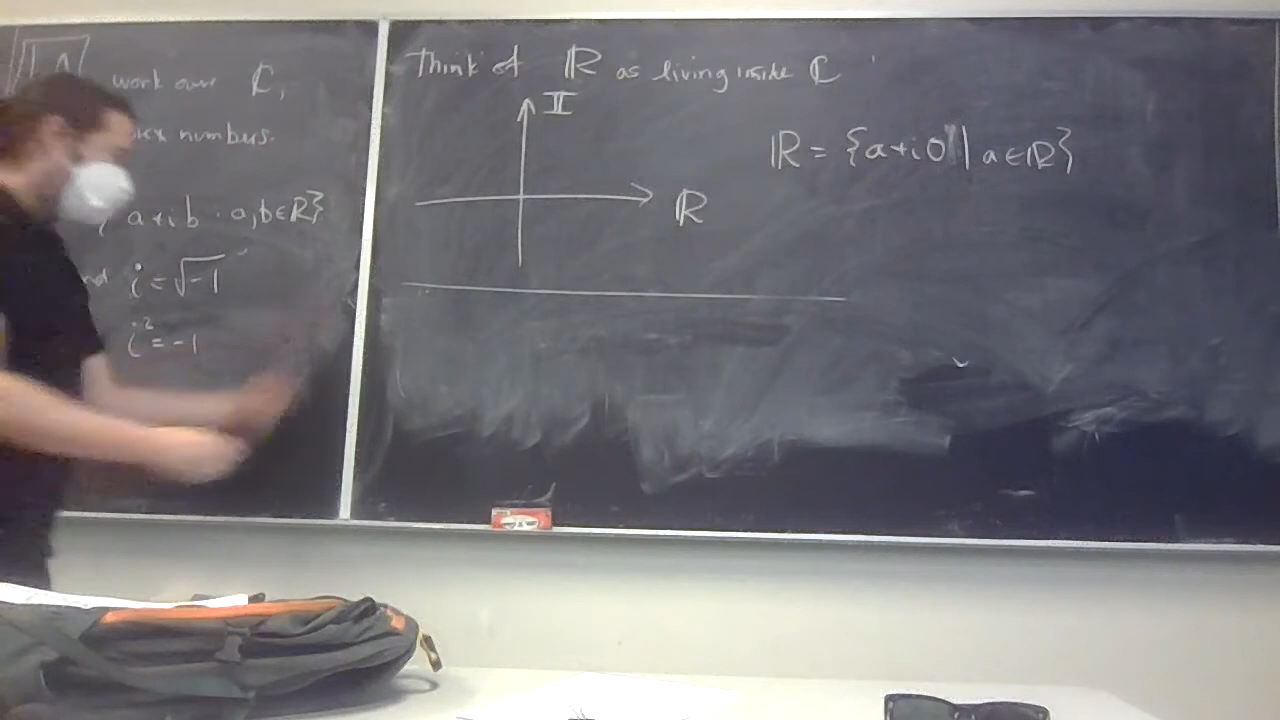 work over ℂ,
numbers.
a+ib : a,b∈ℝ}
i=√-1
i²=-1
Think of ℝ as living inside ℂ
𝕀
ℝ
ℝ = {a+i0 | a∈ℝ}